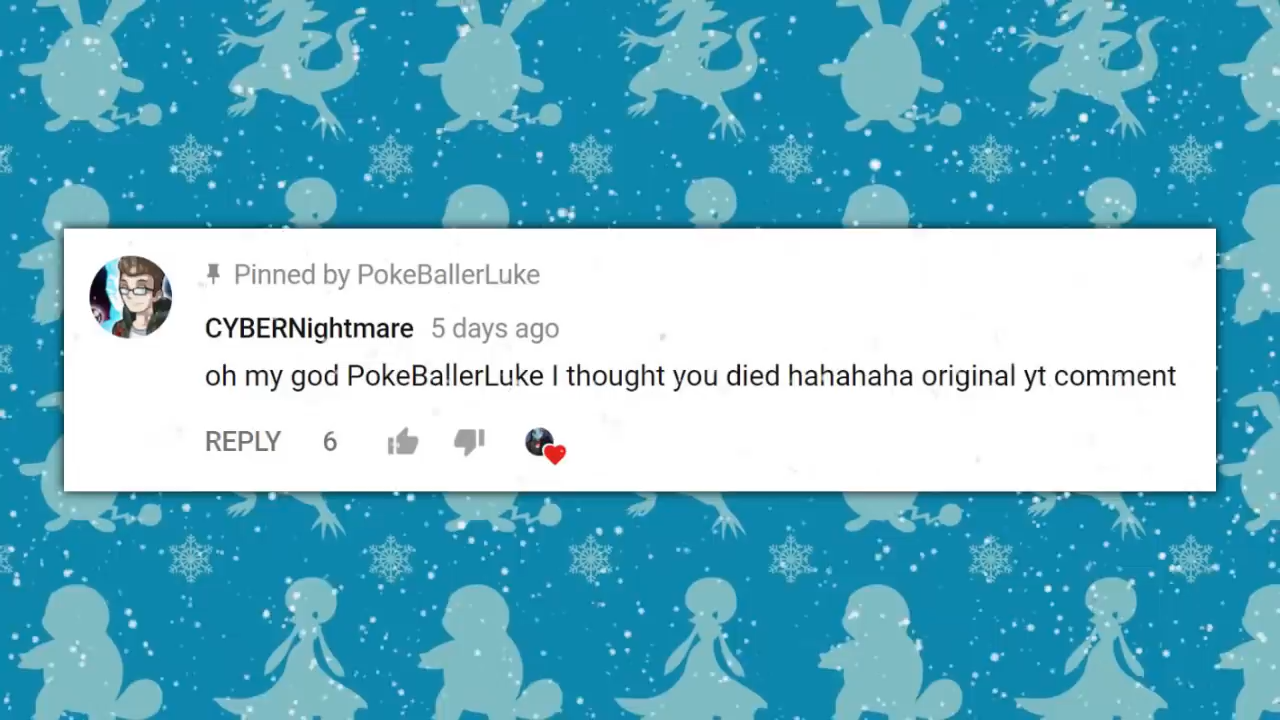 Pinned by PokeBallerLuke
CYBERNightmare 5 days ago
oh my god PokeBallerLuke I thought you died hahahaha original yt comment
REPLY 6